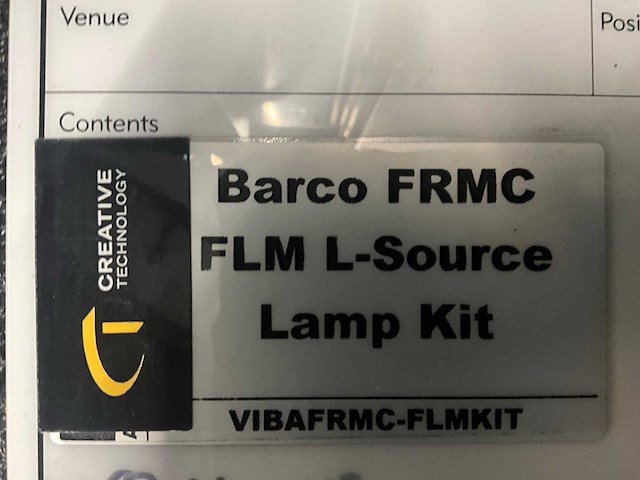 Venue
Contents
CREATIVE
TECHNOLOGY
Barco FRMC
FLM L-Source
Lamp Kit
VIBAFRMC-FLMKIT